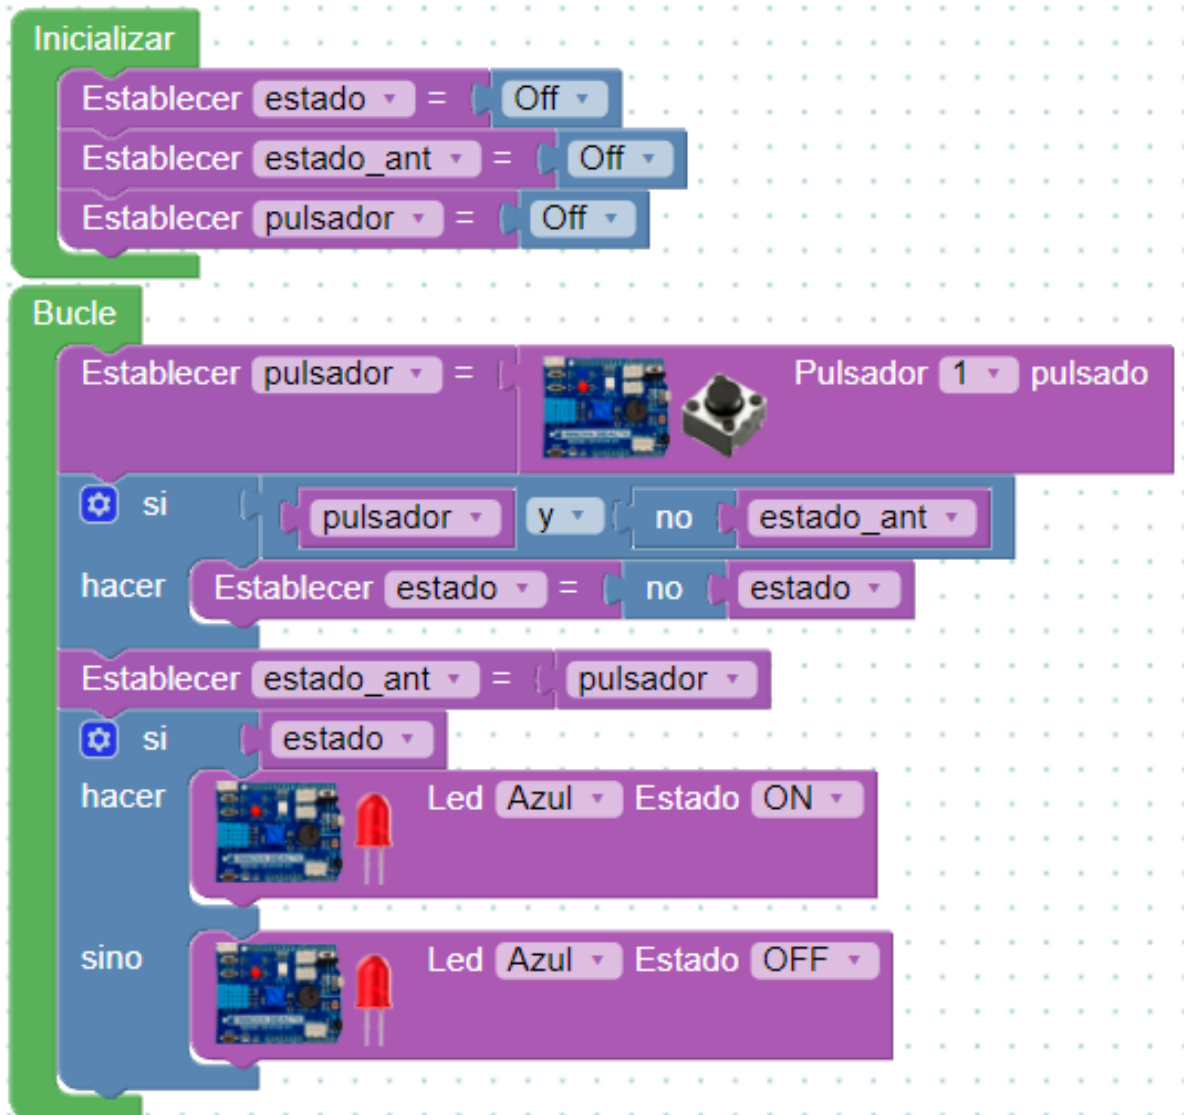 Inicializar
Establecer estado = Off
Establecer estado_ant = Off
Establecer pulsador = Off
Bucle
Establecer pulsador = Pulsador 1 pulsado
si pulsador y no estado_ant
hacer Establecer estado = no estado
Establecer estado_ant = pulsador
si estado
hacer Led Azul Estado ON
sino Led Azul Estado OFF